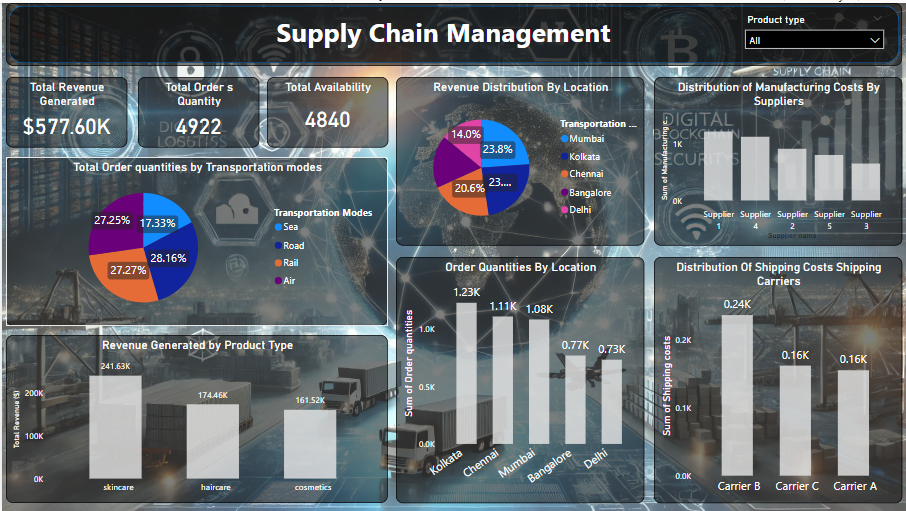 Supply Chain Management
Product type
All
SUPPLY CHAIN
Total Revenue
Generated
$577.60K
Total Order s
Quantity
4922
Total Availability
4840
Revenue Distribution By Location
14.0%
23.8%
23....
20.6%
Transportation ...
Mumbai
Kolkata
Chennai
Bangalore
Delhi
Distribution of Manufacturing Costs By
Suppliers
DIGITAL
BLOCKCHAIN
SECURITYS
Sum of Manufacturing c...
1K
0K
Supplier
1
Supplier
4
Supplier
2
Supplier
5
Supplier
3
Supplier name
Total Order quantities by Transportation modes
27.25%
17.33%
28.16%
27.27%
Transportation Modes
Sea
Road
Rail
Air
Order Quantities By Location
Sum of Order quantities
1.0K
0.5K
0.0K
1.23K
1.11K
1.08K
0.77K
0.73K
Kolkata
Chennai
Mumbai
Bangalore
Delhi
Distribution Of Shipping Costs Shipping
Carriers
Sum of Shipping costs
0.2K
0.1K
0.0K
0.24K
0.16K
0.16K
Carrier B
Carrier C
Carrier A
Revenue Generated by Product Type
Total Revenue ($)
200K
100K
0K
241.63K
174.46K
161.52K
skincare
haircare
cosmetics